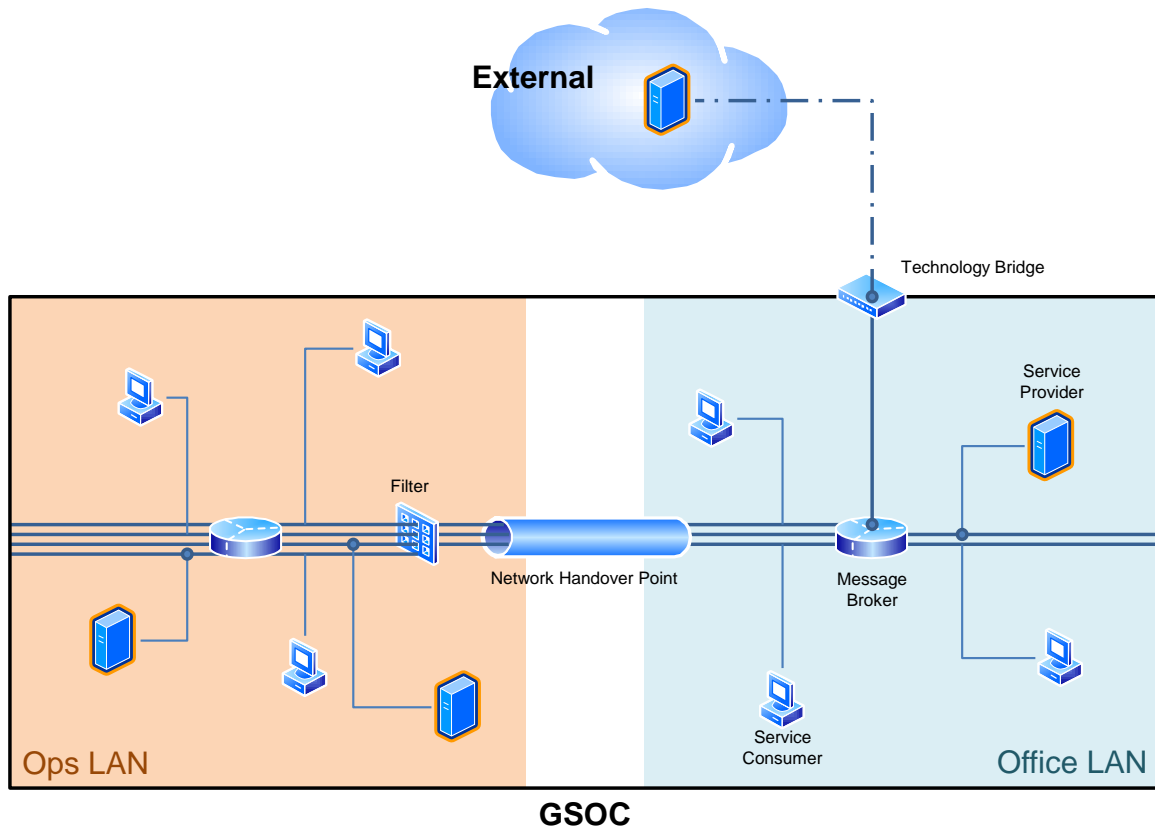 External
Technology Bridge
Service
Provider
Filter
Network Handover Point
Message
Broker
Service
Consumer
Ops LAN
Office LAN
GSOC